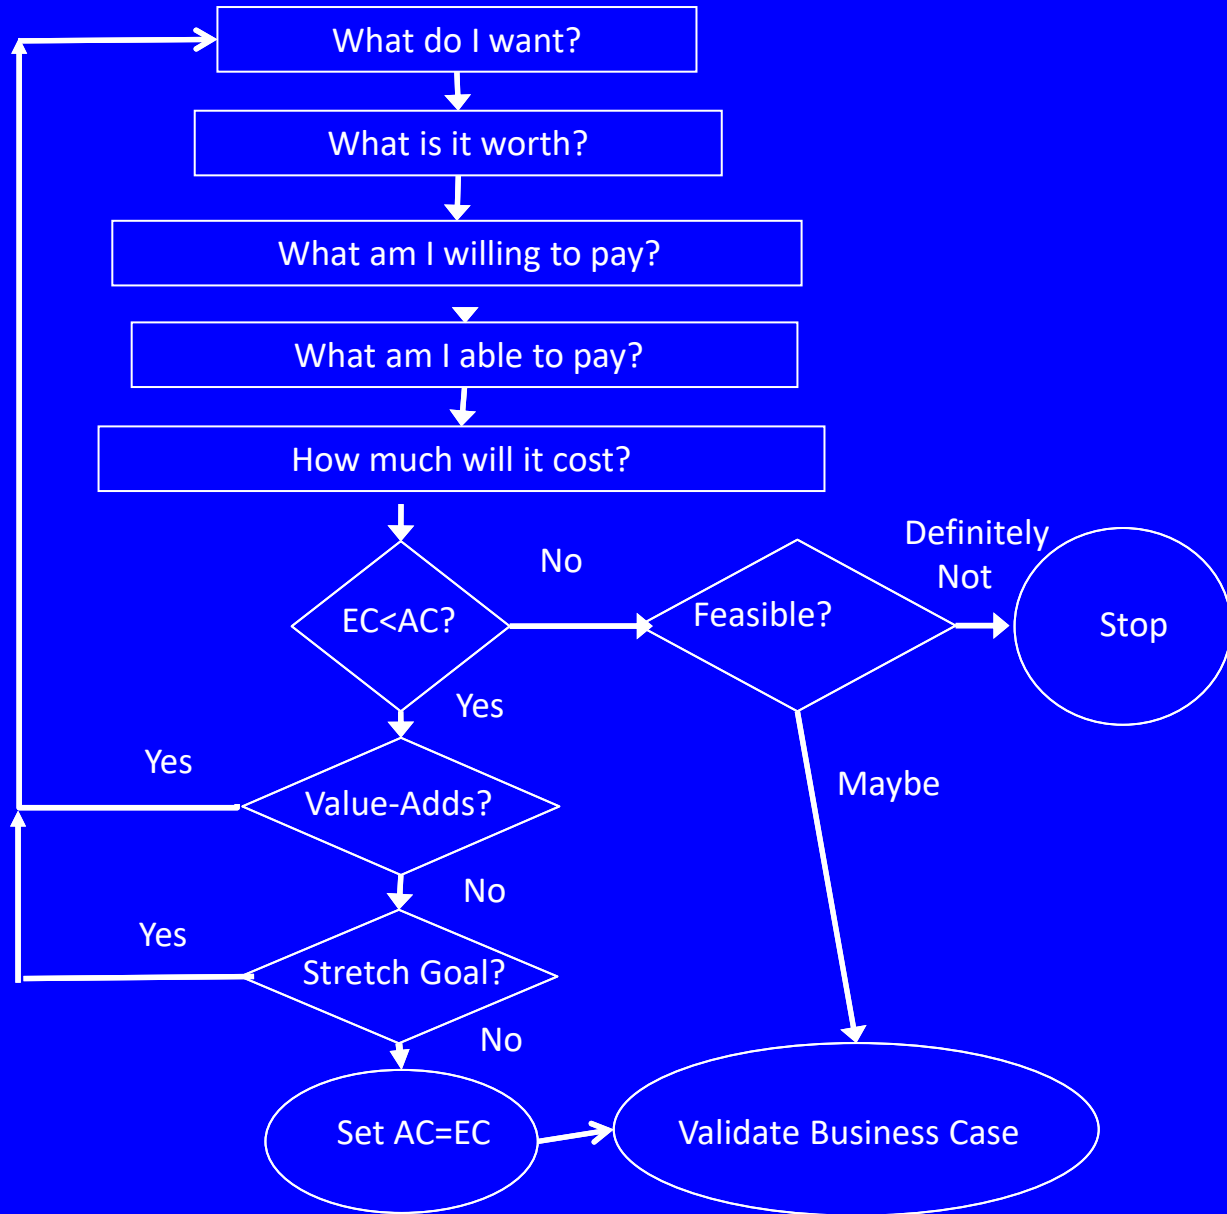 What do I want?
What is it worth?
What am I willing to pay?
What am I able to pay?
How much will it cost?
EC<AC?
No
Feasible?
Definitely
Not
Stop
Yes
Yes
Value-Adds?
Maybe
No
Yes
Stretch Goal?
No
Set AC=EC
Validate Business Case